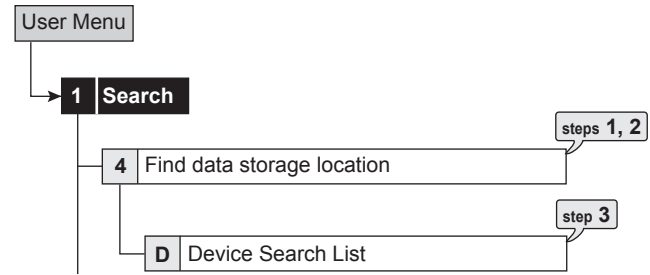 User Menu
1 Search
steps 1, 2
4 Find data storage location
step 3
D Device Search List